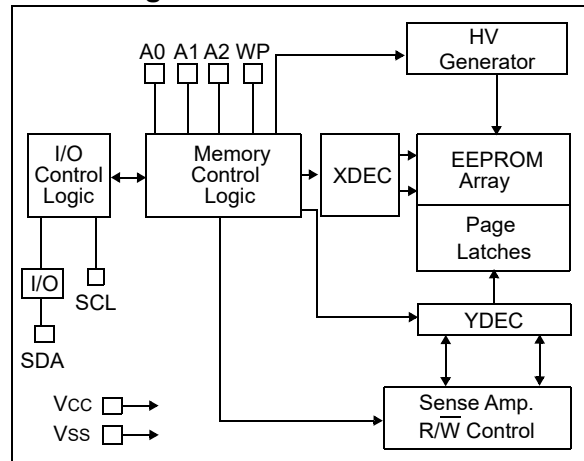 A0 A1 A2 WP
HV
Generator
I/O
Control
Logic
Memory
Control
Logic
XDEC
EEPROM
Array
Page
Latches
I/O
SCL
SDA
YDEC
VCC
VSS
Sense Amp.
R/W̅ Control